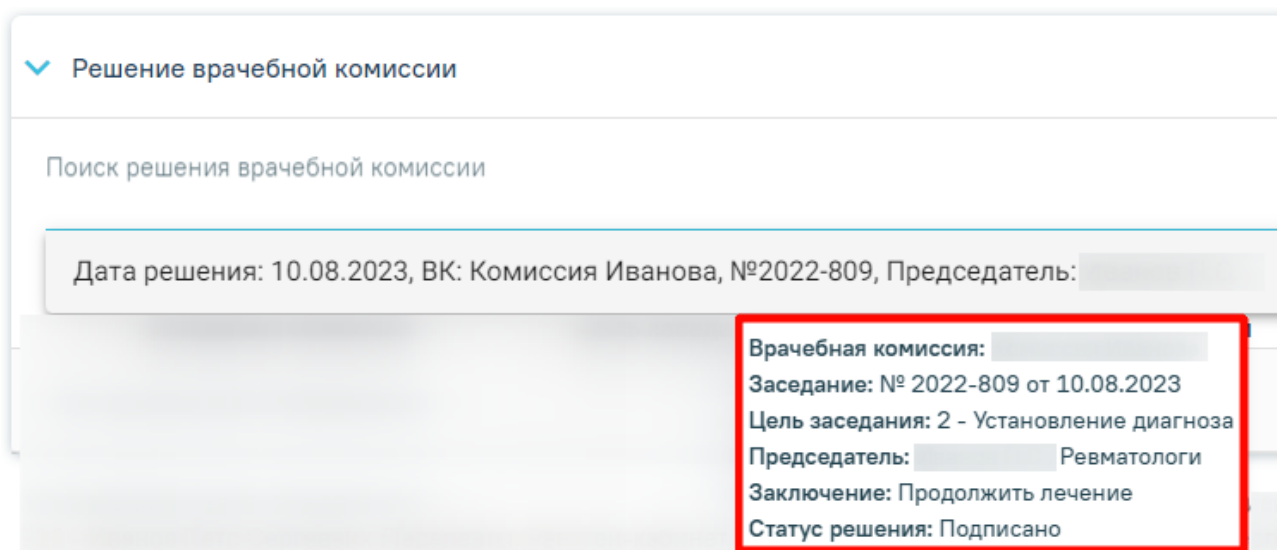 Решение врачебной комиссии
Поиск решения врачебной комиссии
Дата решения: 10.08.2023, ВК: Комиссия Иванова, №2022-809, Председатель:
Врачебная комиссия:
Заседание: № 2022-809 от 10.08.2023
Цель заседания: 2 - Установление диагноза
Председатель: Ревматологи
Заключение: Продолжить лечение
Статус решения: Подписано